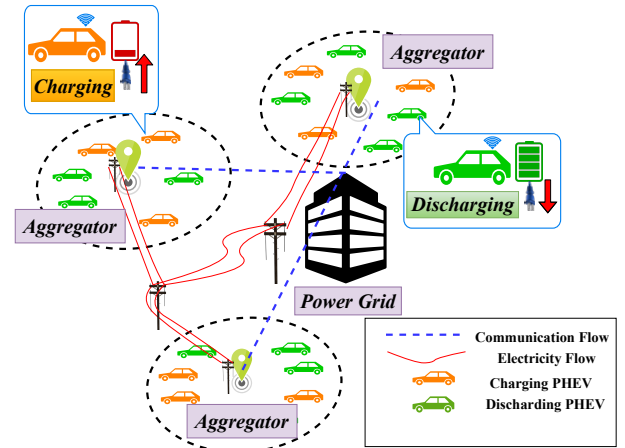 Aggregator
Charging
Discharging
Aggregator
Power Grid
Aggregator
Communication Flow
Electricity Flow
Charging PHEV
Discharding PHEV